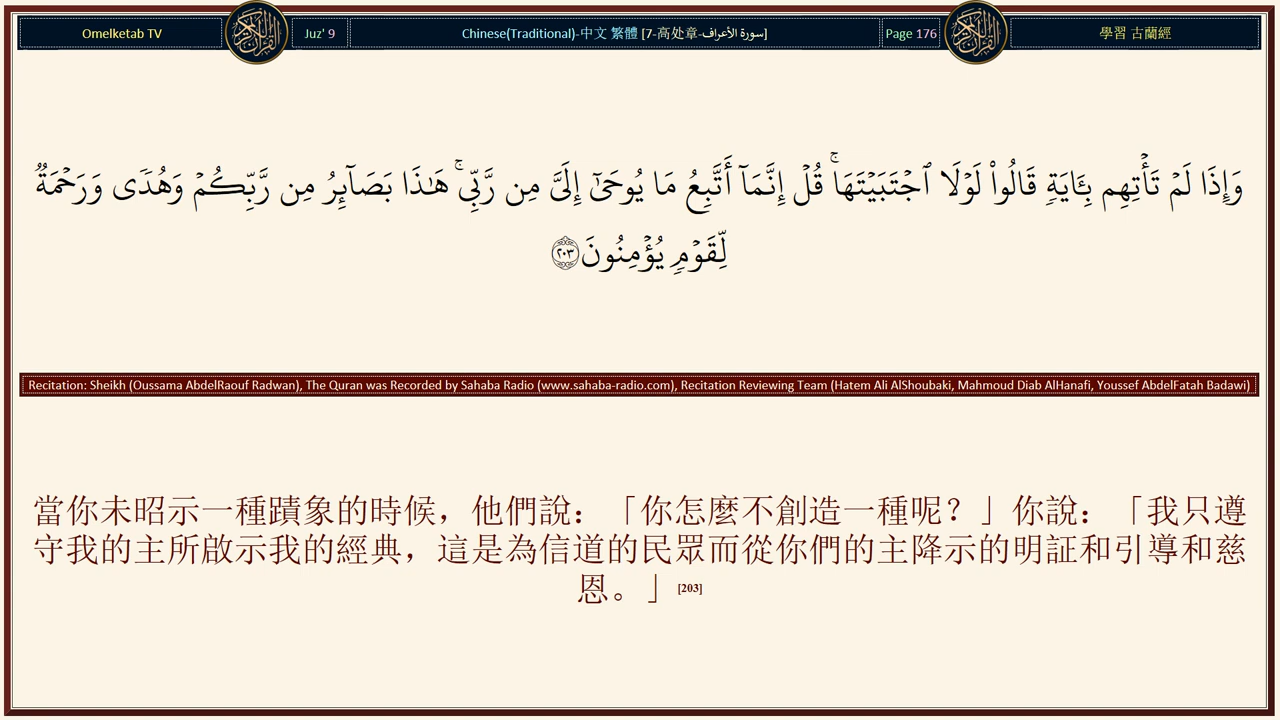 Omelketab TV
Juz' 9
Chinese(Traditional)-中文 繁體 [7-高处章-سورة الأعراف]
Page 176
學習 古蘭經
وَإِذَا لَمْ تَأْتِهِم بِـَٔايَةٍۢ قَالُوا۟ لَوْلَا ٱجْتَبَيْتَهَا ۚ قُلْ إِنَّمَآ أَتَّبِعُ مَا يُوحَىٰٓ إِلَىَّ مِن رَّبِّى ۚ هَـٰذَا بَصَآئِرُ مِن رَّبِّكُمْ وَهُدًۭى وَرَحْمَةٌۭ
لِّقَوْمٍۢ يُؤْمِنُونَ ٢٠٣
Recitation: Sheikh (Oussama AbdelRaouf Radwan), The Quran was Recorded by Sahaba Radio (www.sahaba-radio.com), Recitation Reviewing Team (Hatem Ali AlShoubaki, Mahmoud Diab AlHanafi, Youssef AbdelFatah Badawi)
當你未昭示一種蹟象的時候，他們說：「你怎麼不創造一種呢？」你說：「我只遵
守我的主所啟示我的經典，這是為信道的民眾而從你們的主降示的明証和引導和慈
恩。」[203]